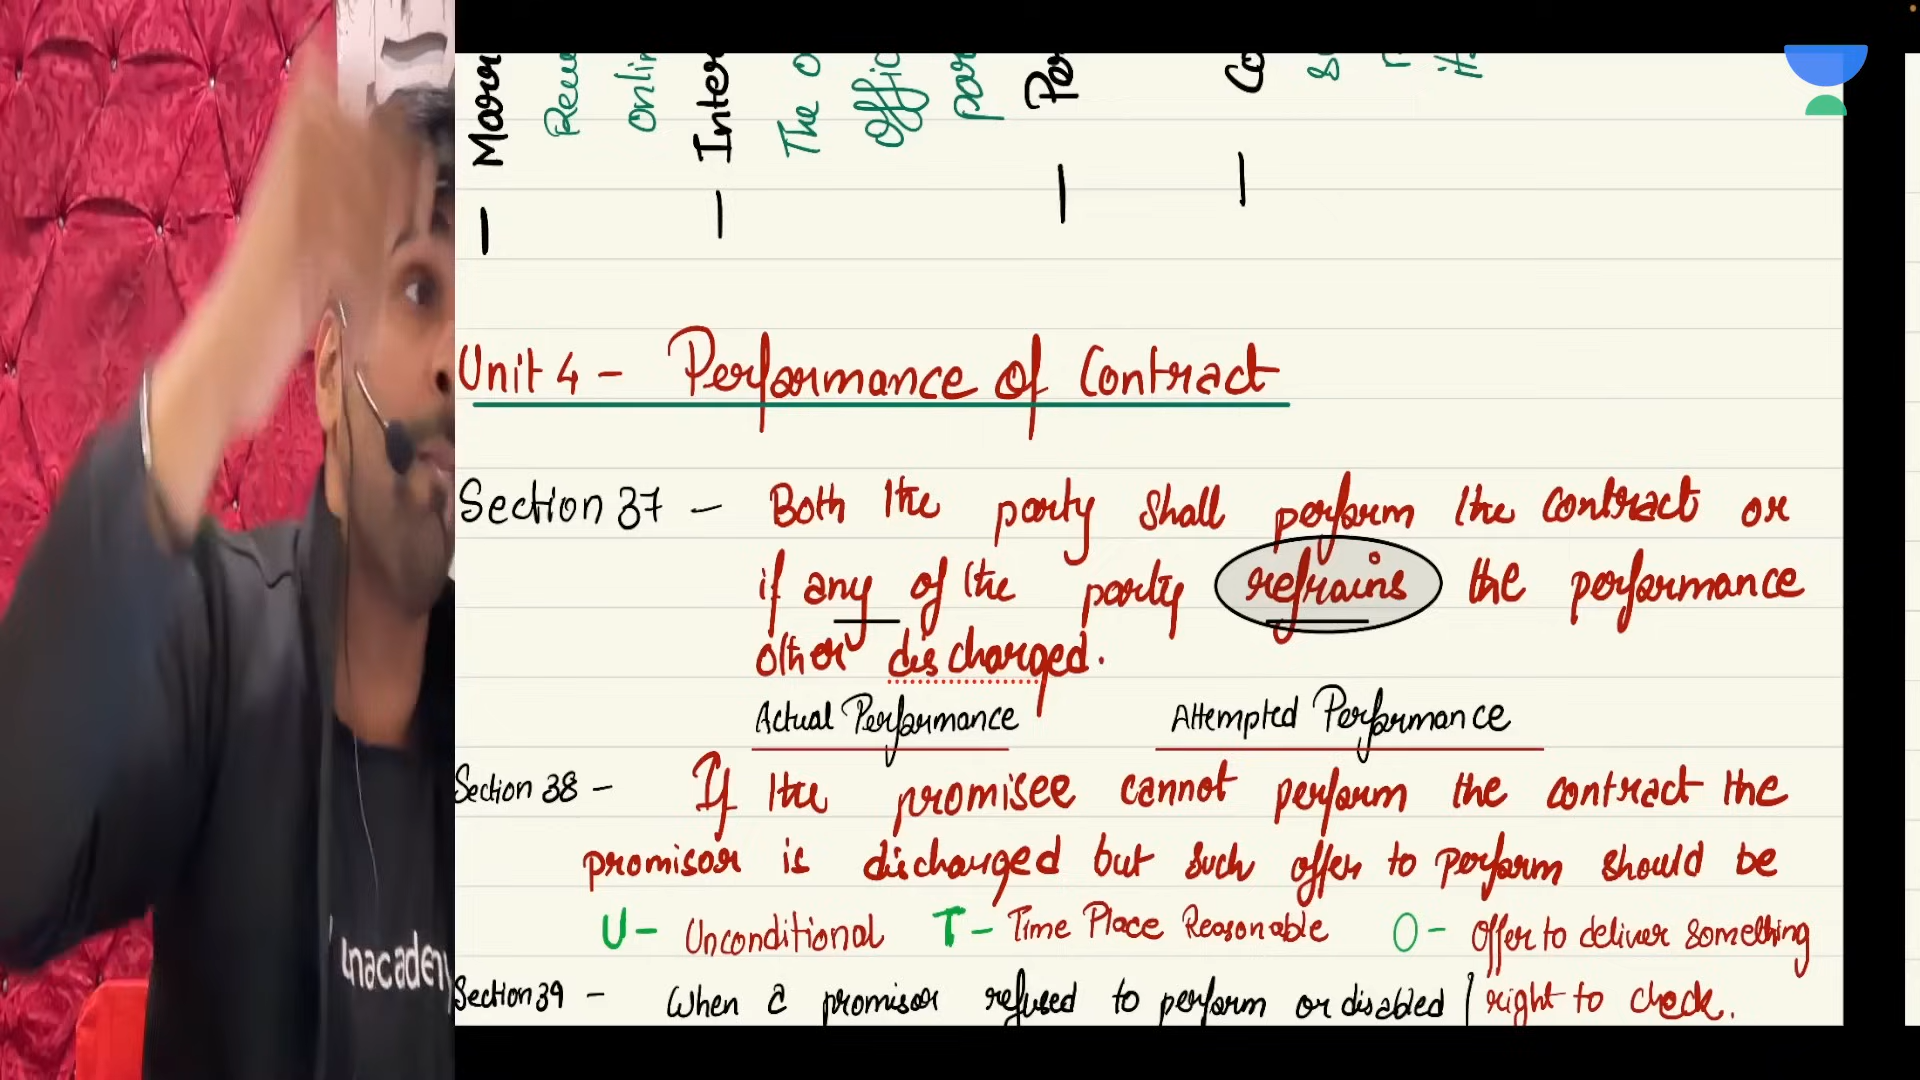 Unit 4 - Performance of Contract
Section 37 - Both the party shall perform the contract or
if any of the party refrains the performance
other discharged.
Actual Performance Attempted Performance
Section 38 - If the promisee cannot perform the contract the
promisor is discharged but such offer to perform should be
U- Unconditional T- Time Place Reasonable O- Offer to deliver something
right to check.
Section 39 - When a promisor refused to perform or disabled
unacademy